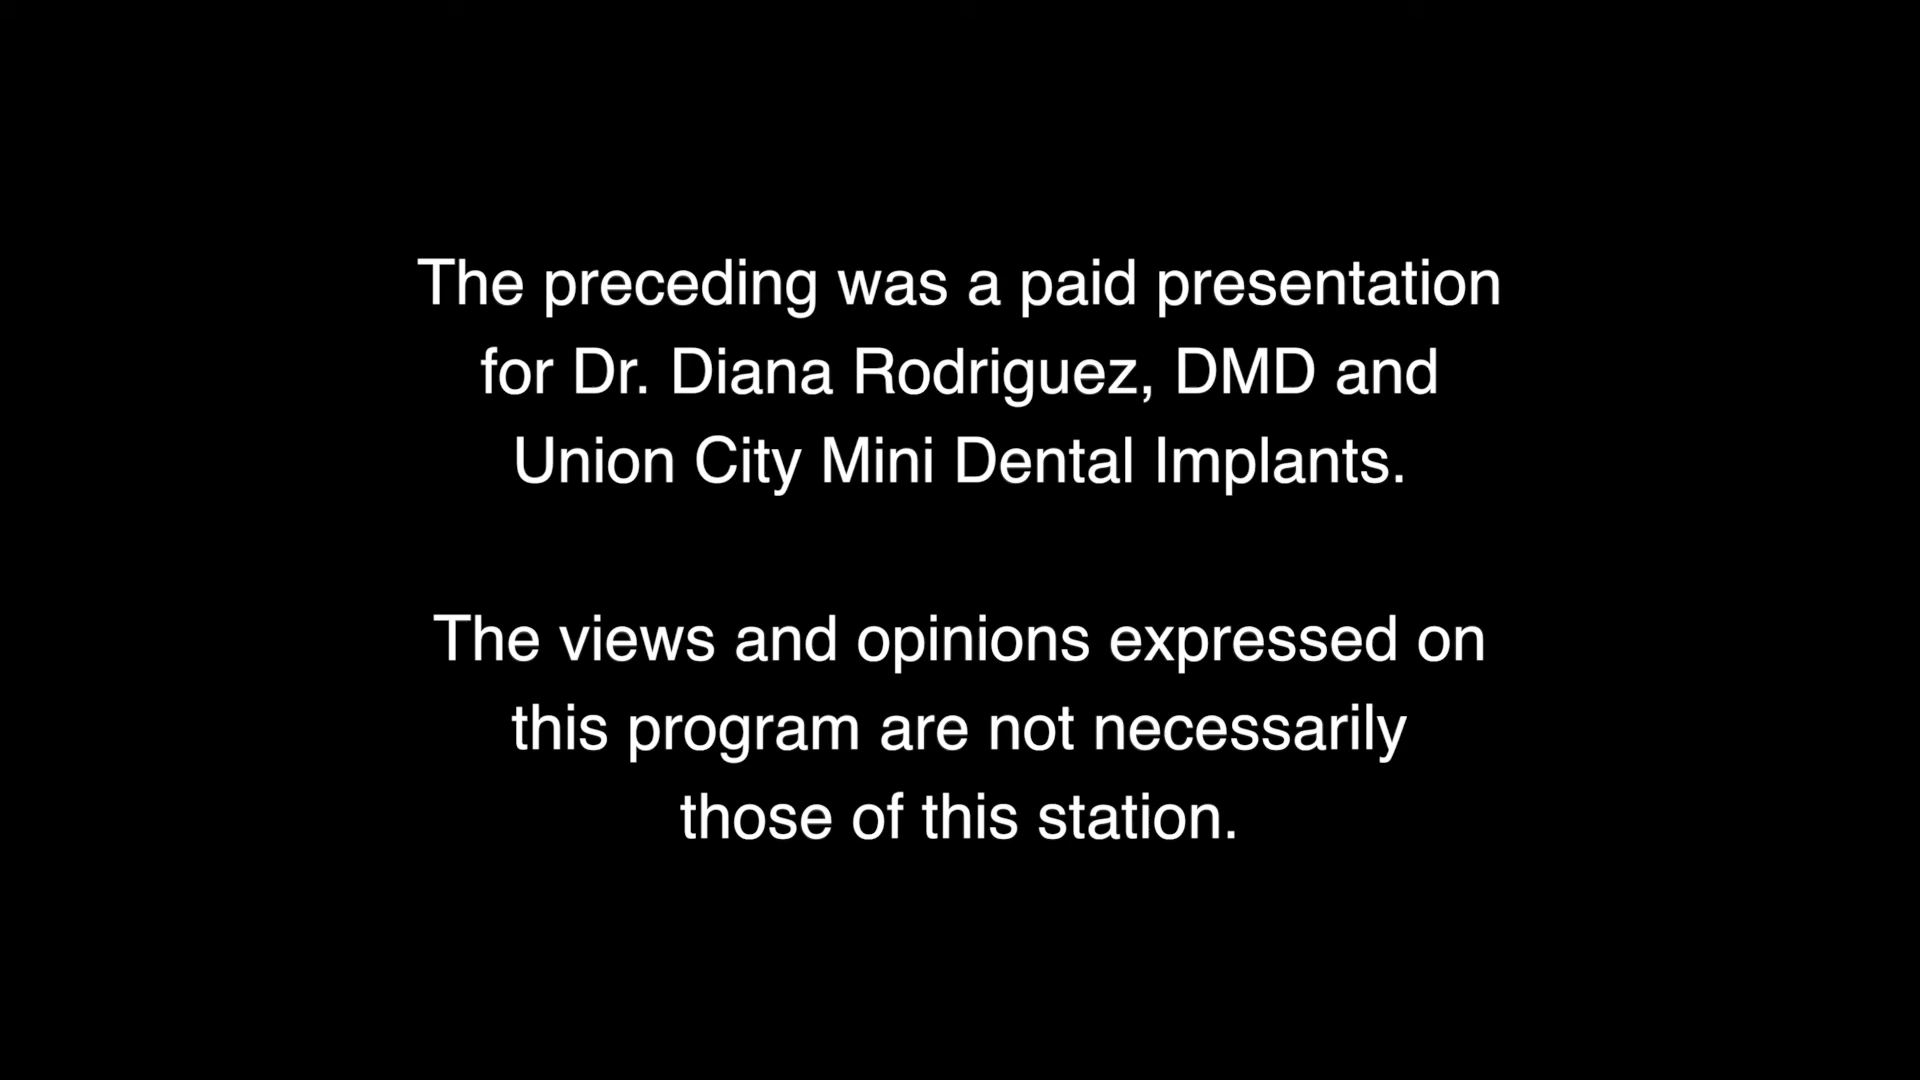 The preceding was a paid presentation
for Dr. Diana Rodriguez, DMD and
Union City Mini Dental Implants.
The views and opinions expressed on
this program are not necessarily
those of this station.